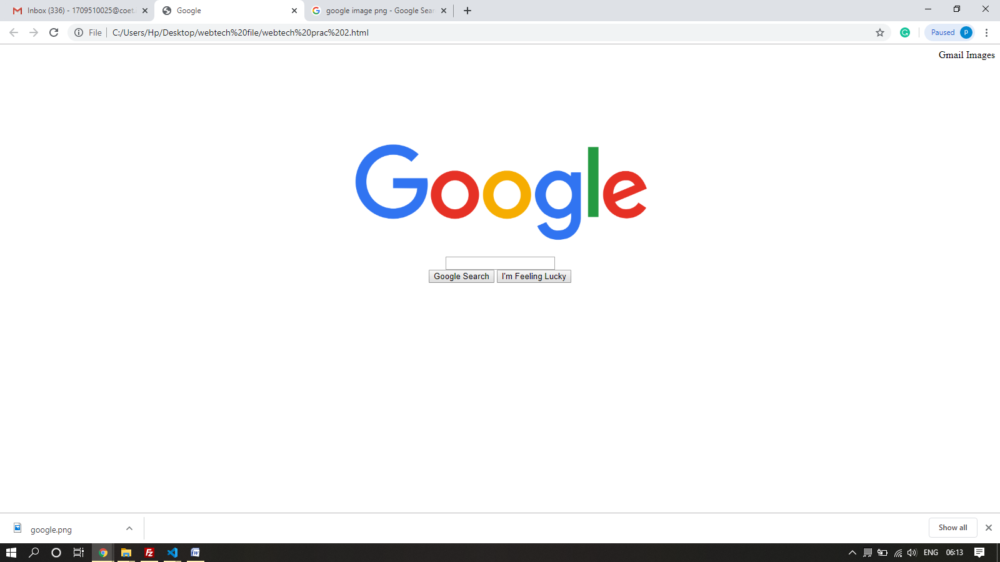 Inbox (336) - 1709510025@coet.
Google
google image png - Google Sear
File
C:/Users/Hp/Desktop/webtech%20file/webtech%20prac%202.html
Paused
p
Gmail Images
Google
Google Search
I'm Feeling Lucky
google.png
Show all
ENG
06:13